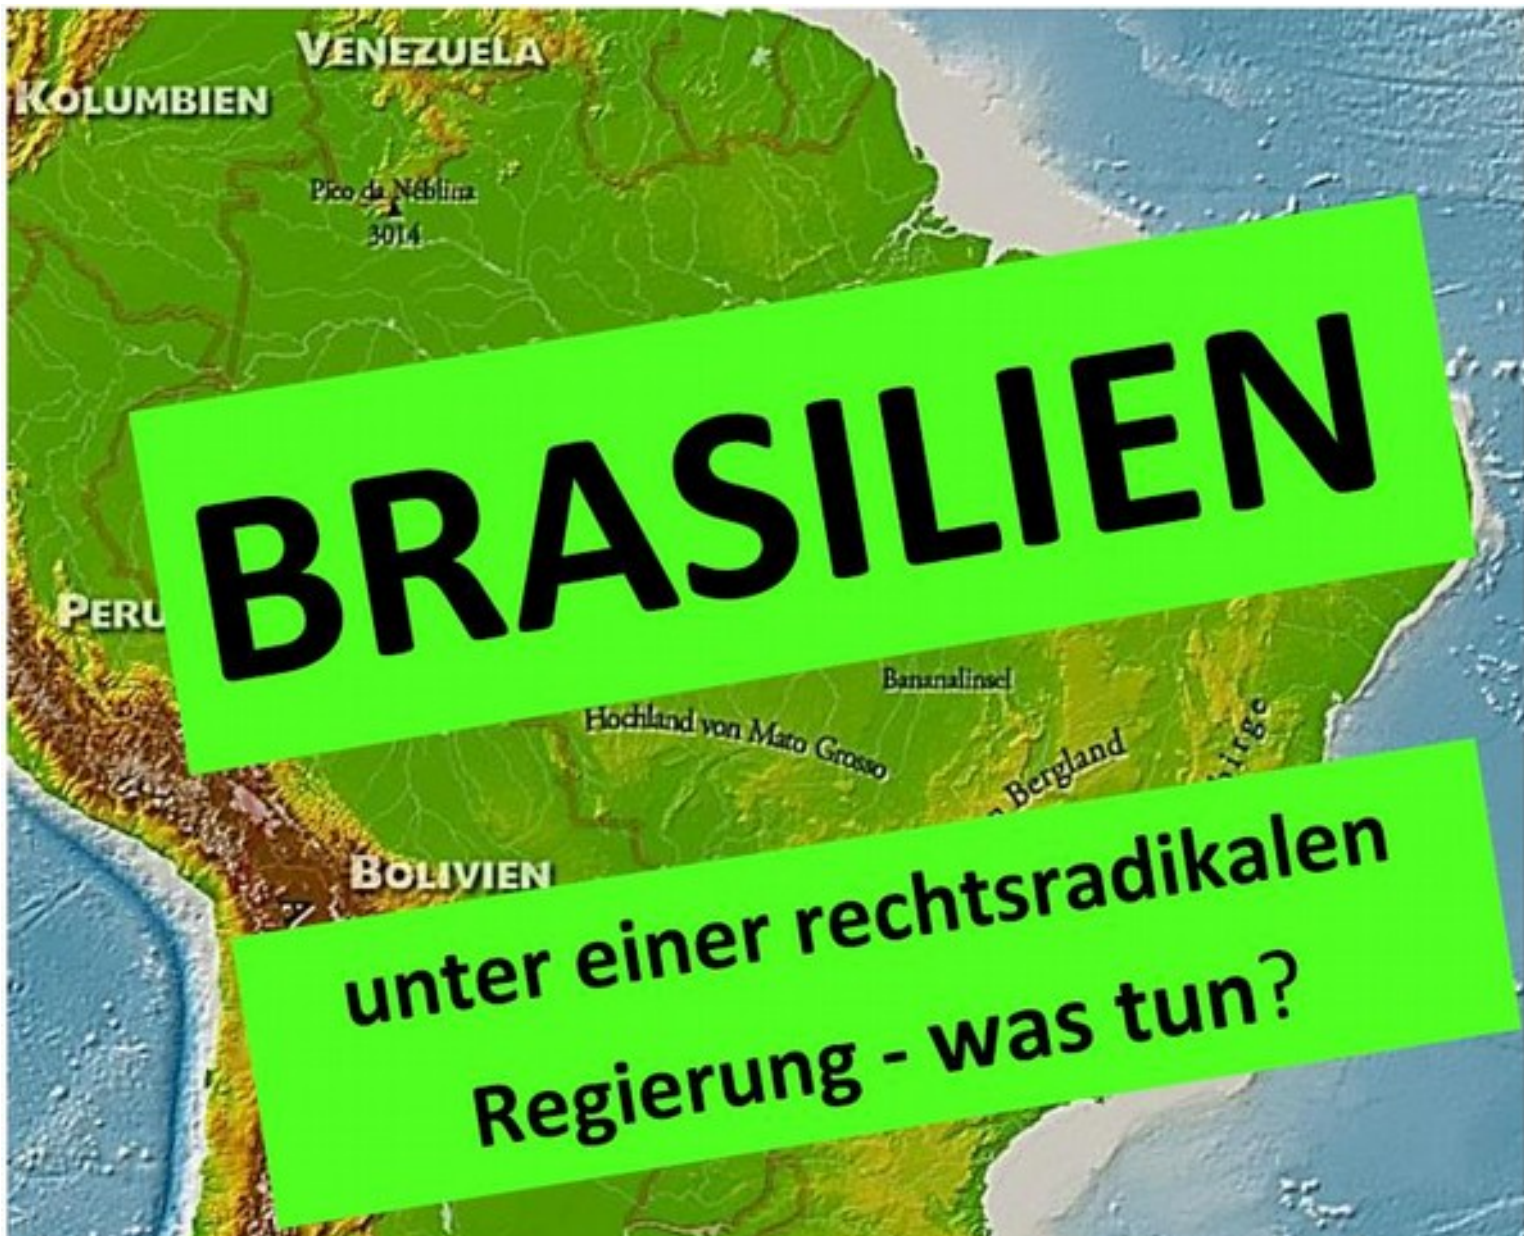 VENEZUELA
KOLUMBIEN
Pico da Neblina
3014
BRASILIEN
PERU
Bananalinsel
Hochland von Mato Grosso
Bergland
BOLIVIEN
unter einer rechtsradikalen
Regierung - was tun?